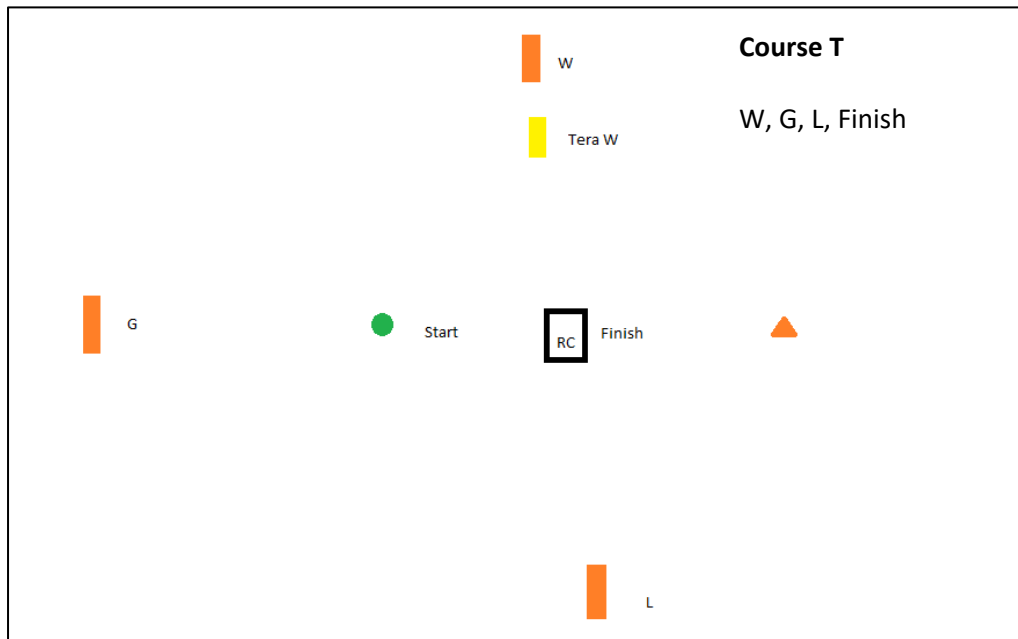 Course T
W
W, G, L, Finish
Tera W
G
Start
RC
Finish
L